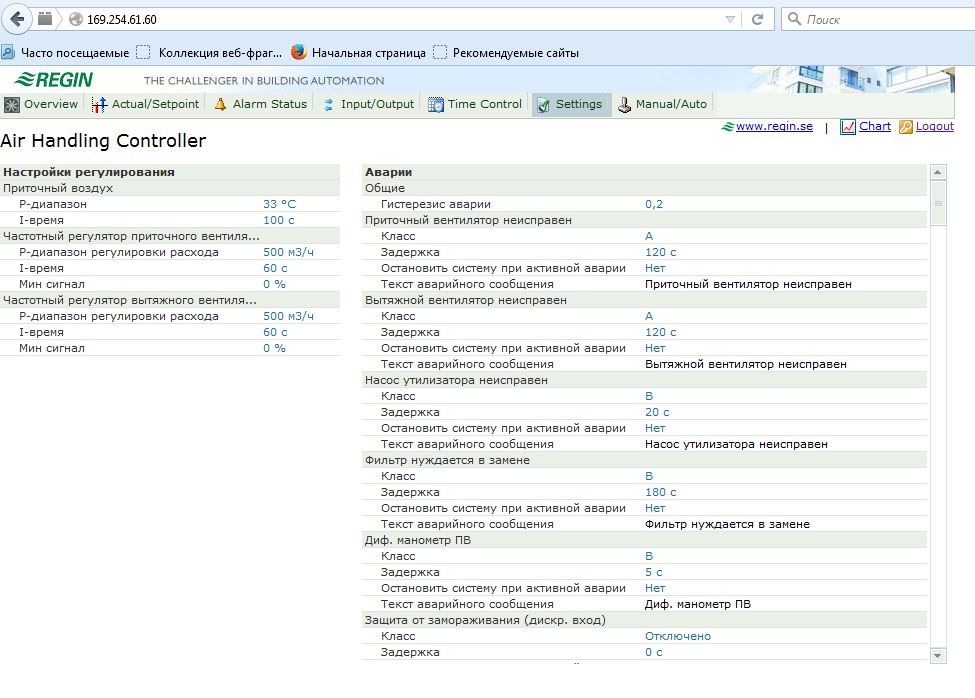 169.254.61.60
Поиск
Часто посещаемые Коллекция веб-фраг... Начальная страница Рекомендуемые сайты
REGIN THE CHALLENGER IN BUILDING AUTOMATION
Overview Actual/Setpoint Alarm Status Input/Output Time Control Settings Manual/Auto
www.regin.se | Chart Logout
Air Handling Controller
Настройки регулирования
Приточный воздух
P-диапазон 33 °C
I-время 100 с
Частотный регулятор приточного вентиля...
P-диапазон регулировки расхода 500 м3/ч
I-время 60 с
Мин сигнал 0 %
Частотный регулятор вытяжного вентиля...
P-диапазон регулировки расхода 500 м3/ч
I-время 60 с
Мин сигнал 0 %
Аварии
Общие
Гистерезис аварии 0,2
Приточный вентилятор неисправен
Класс A
Задержка 120 с
Остановить систему при активной аварии Нет
Текст аварийного сообщения Приточный вентилятор неисправен
Вытяжной вентилятор неисправен
Класс A
Задержка 120 с
Остановить систему при активной аварии Нет
Текст аварийного сообщения Вытяжной вентилятор неисправен
Насос утилизатора неисправен
Класс B
Задержка 20 с
Остановить систему при активной аварии Нет
Текст аварийного сообщения Насос утилизатора неисправен
Фильтр нуждается в замене
Класс B
Задержка 180 с
Остановить систему при активной аварии Нет
Текст аварийного сообщения Фильтр нуждается в замене
Диф. манометр ПВ
Класс B
Задержка 5 с
Остановить систему при активной аварии Нет
Текст аварийного сообщения Диф. манометр ПВ
Защита от замораживания (дискр. вход)
Класс Отключено
Задержка 0 с